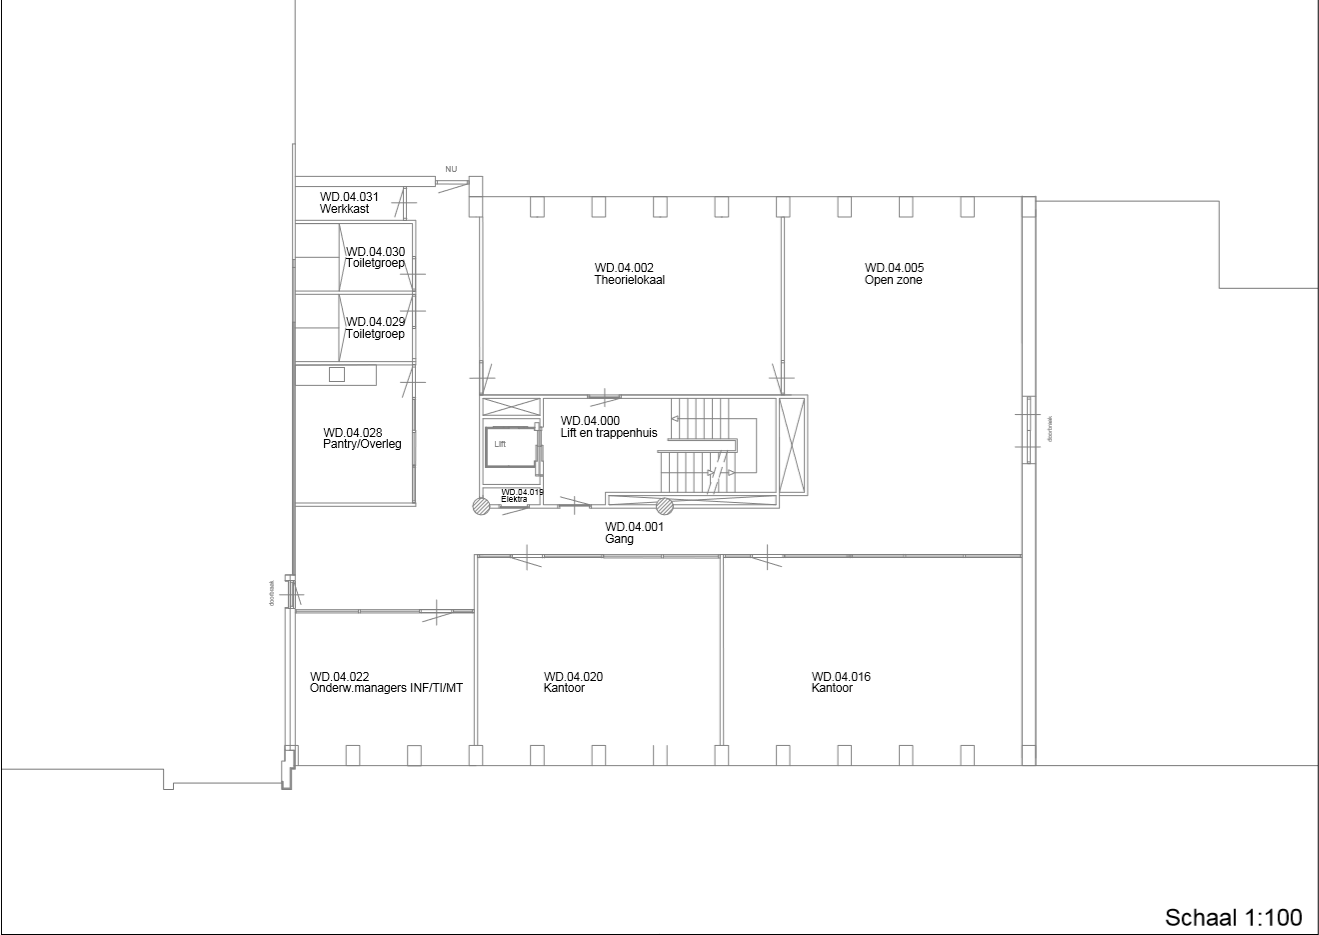 NU
WD.04.031
Werkkast
WD.04.030
Toiletgroep
WD.04.002
Theorielokaal
WD.04.005
Open zone
WD.04.029
Toiletgroep
WD.04.000
Lift en trappenhuis
WD.04.028
Pantry/Overleg
Lift
doorbraak
WD.04.019
Elektra
WD.04.001
Gang
doorbraak
WD.04.022
Onderw.managers INF/TI/MT
WD.04.020
Kantoor
WD.04.016
Kantoor
Schaal 1:100